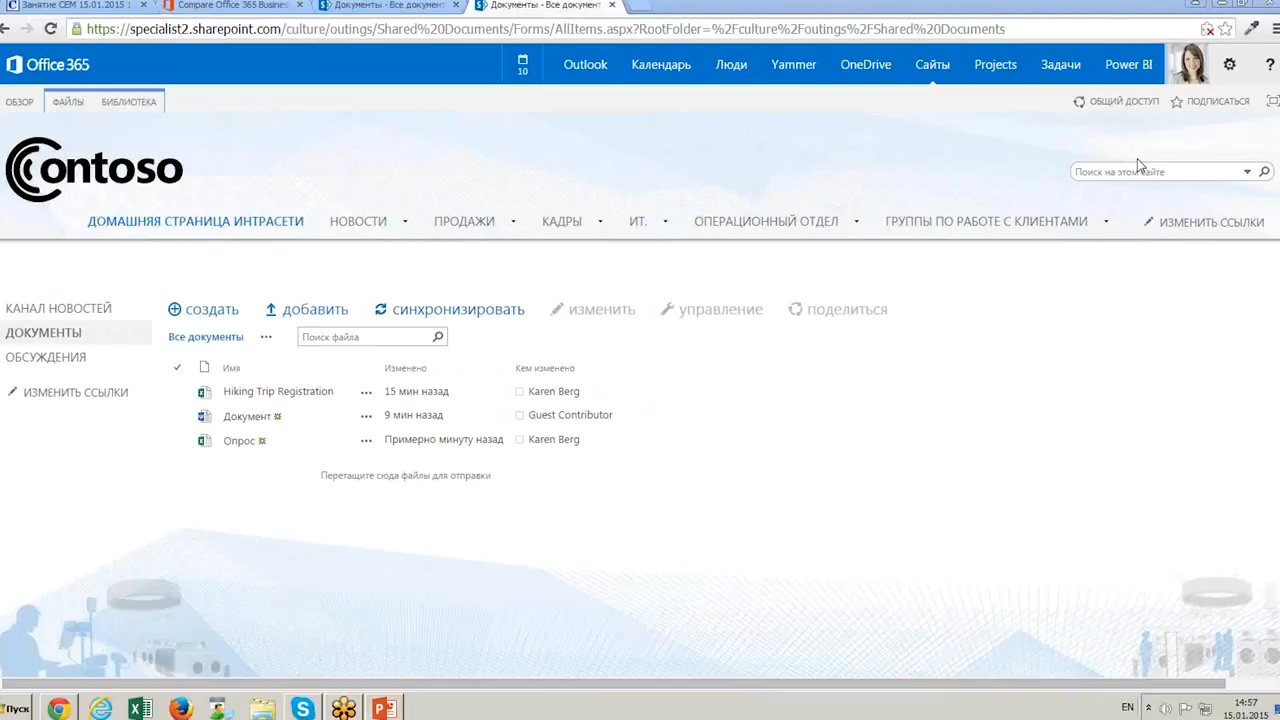 Занятие СЕМ 15.01.2015 1
Compare Office 365 Busines
Документы - Все документ
Документы - Все докумен
https://specialist2.sharepoint.com/culture/outings/Shared%20Documents/Forms/AllItems.aspx?RootFolder=%2Fculture%2Foutings%2FShared%20Documents
Office 365
10
Outlook Календарь Люди Yammer OneDrive Сайты Projects Задачи Power BI ?
ОБЗОР ФАЙЛЫ БИБЛИОТЕКА
ОБЩИЙ ДОСТУП ПОДПИСАТЬСЯ
Contoso
Поиск на этом сайте
ДОМАШНЯЯ СТРАНИЦА ИНТРАСЕТИ НОВОСТИ ПРОДАЖИ КАДРЫ ИТ. ОПЕРАЦИОННЫЙ ОТДЕЛ ГРУППЫ ПО РАБОТЕ С КЛИЕНТАМИ ИЗМЕНИТЬ ССЫЛКИ
КАНАЛ НОВОСТЕЙ
ДОКУМЕНТЫ
ОБСУЖДЕНИЯ
ИЗМЕНИТЬ ССЫЛКИ
создать добавить синхронизировать изменить управление поделиться
Все документы ••• Поиск файла
Имя Изменено Кем изменено
Hiking Trip Registration ••• 15 мин назад Karen Berg
Документ ••• 9 мин назад Guest Contributor
Опрос ••• Примерно минуту назад Karen Berg
Перетащите сюда файлы для отправки
Пуск
EN
14:57
15.01.2015